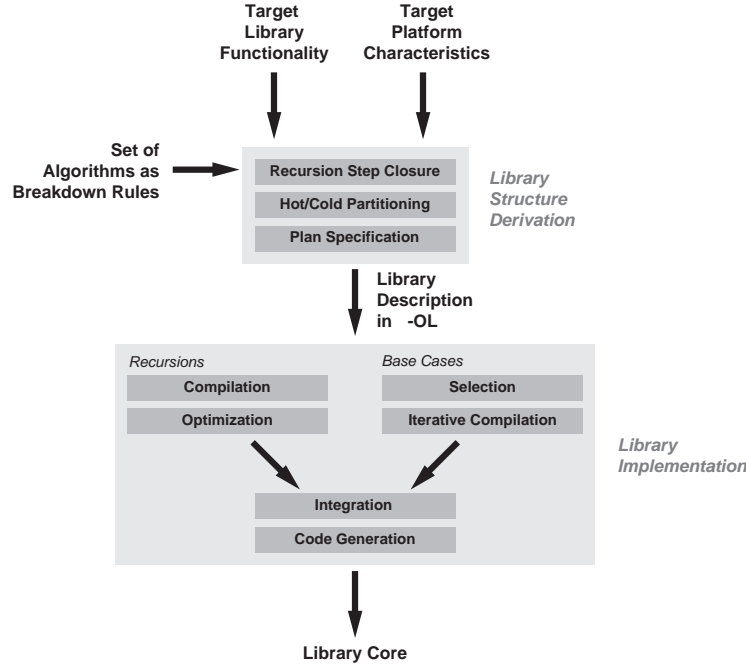 Target
Library
Functionality
Target
Platform
Characteristics
Set of
Algorithms as
Breakdown Rules
Recursion Step Closure
Hot/Cold Partitioning
Plan Specification
Library
Structure
Derivation
Library
Description
in -OL
Recursions
Base Cases
Compilation
Selection
Optimization
Iterative Compilation
Library
Implementation
Integration
Code Generation
Library Core